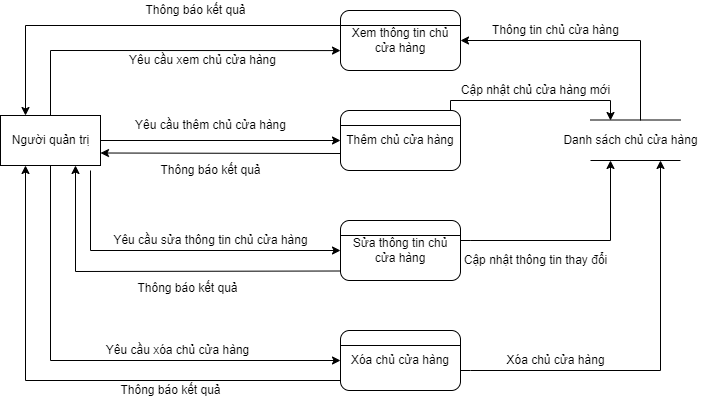 Thông báo kết quả
Xem thông tin chủ
cửa hàng
Thông tin chủ cửa hàng
Yêu cầu xem chủ cửa hàng
Cập nhật chủ cửa hàng mới
Người quản trị
Yêu cầu thêm chủ cửa hàng
Thêm chủ cửa hàng
Danh sách chủ cửa hàng
Thông báo kết quả
Yêu cầu sửa thông tin chủ cửa hàng
Sửa thông tin chủ
cửa hàng
Cập nhật thông tin thay đổi
Thông báo kết quả
Yêu cầu xóa chủ cửa hàng
Xóa chủ cửa hàng
Xóa chủ cửa hàng
Thông báo kết quả